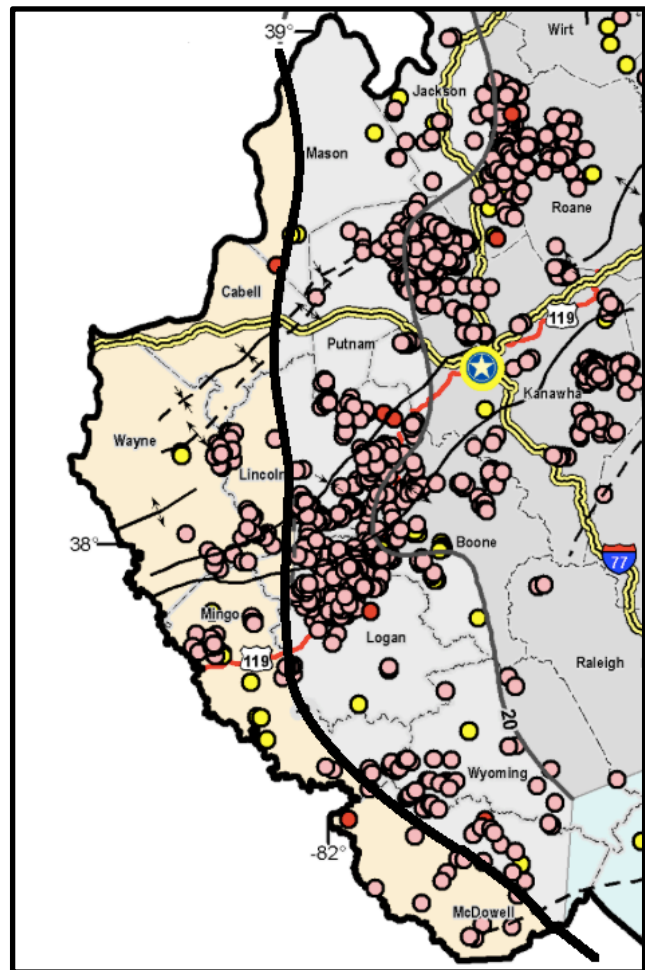 39°
Wirt
Jackson
Mason
Roane
Cabell
119
Putnam
Kanawha
Wayne
Lincoln
38°
Boone
77
Mingo
Logan
119
Raleigh
20
Wyoming
-82°
McDowell